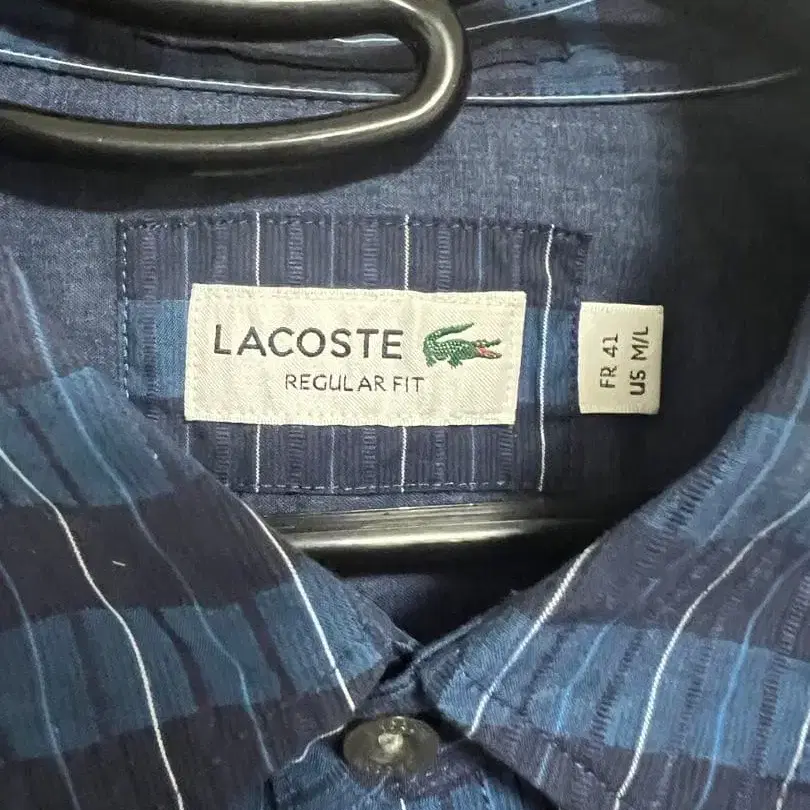 LACOSTE
REGULAR FIT
FR 41
US M/L